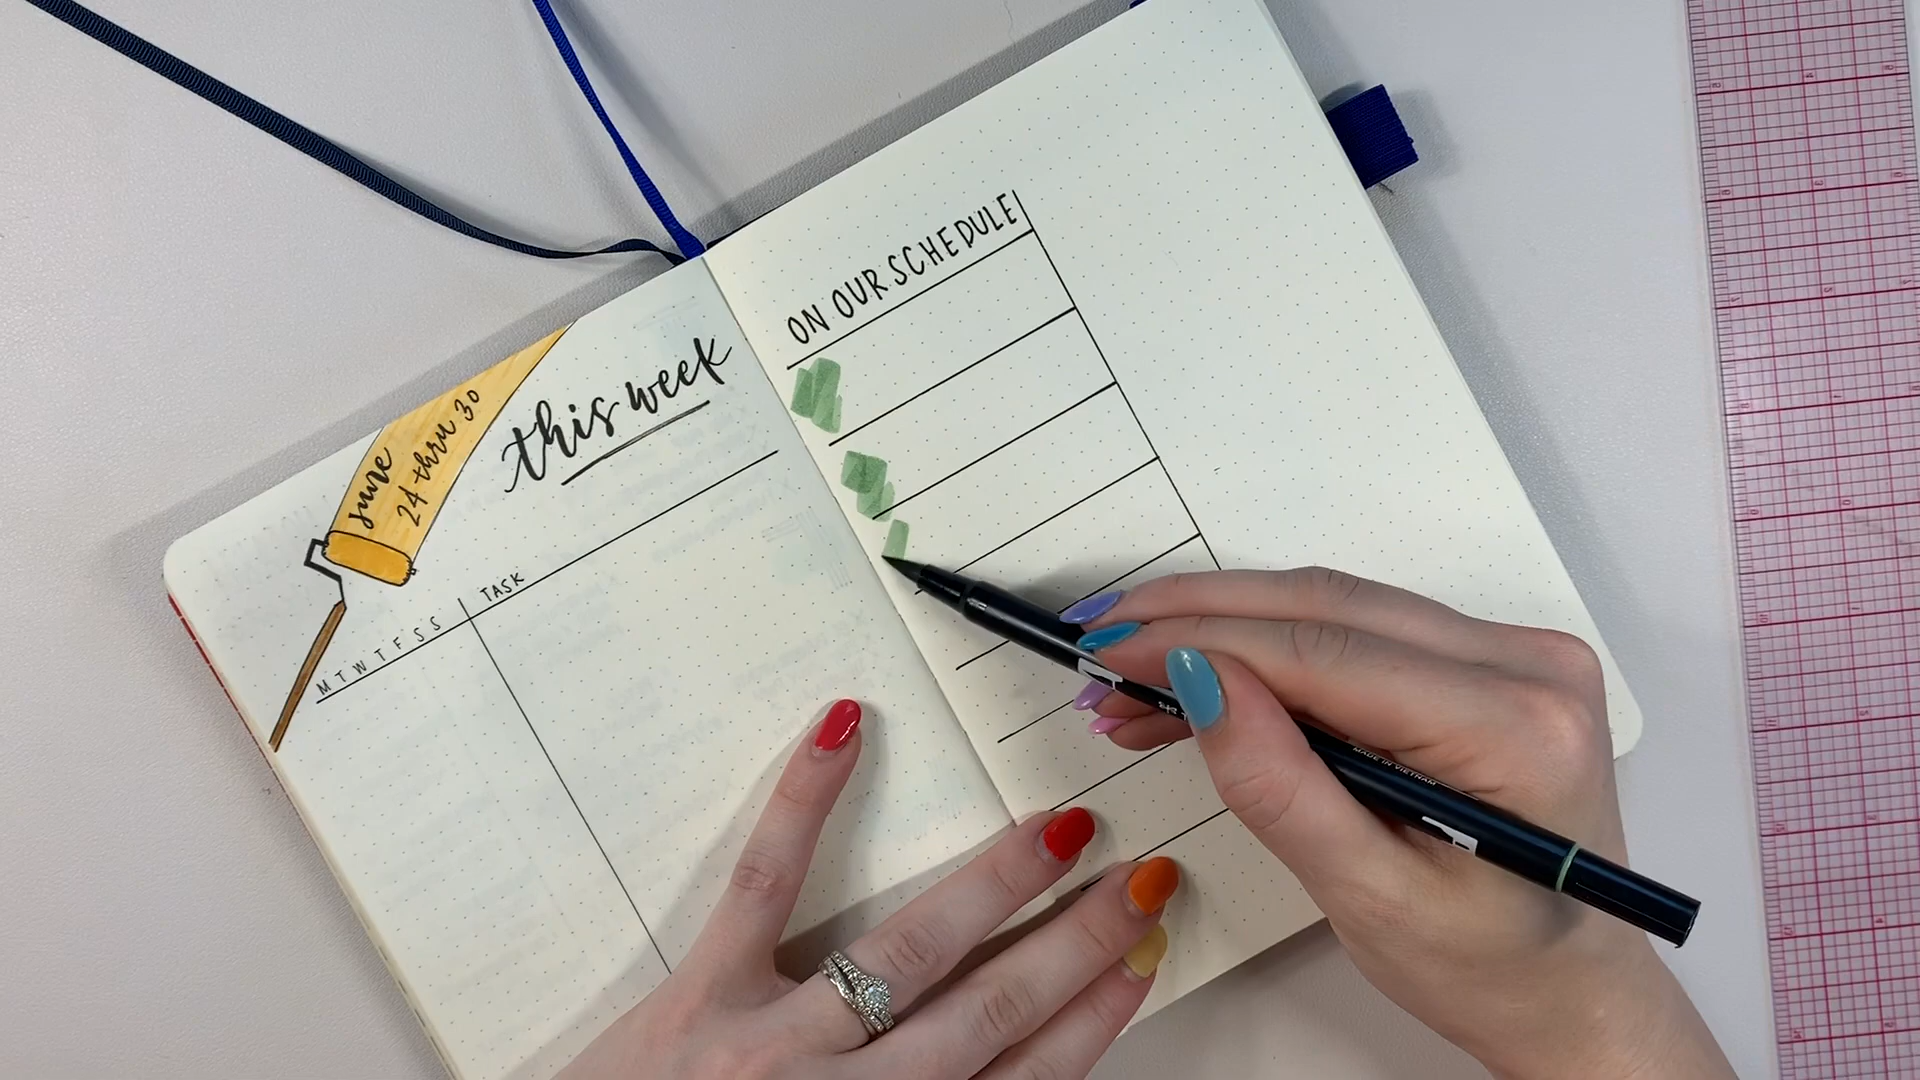 june
24 thru 30
this week
M T W T F S S
TASK
ON OUR SCHEDULE
MADE IN VIETNAM